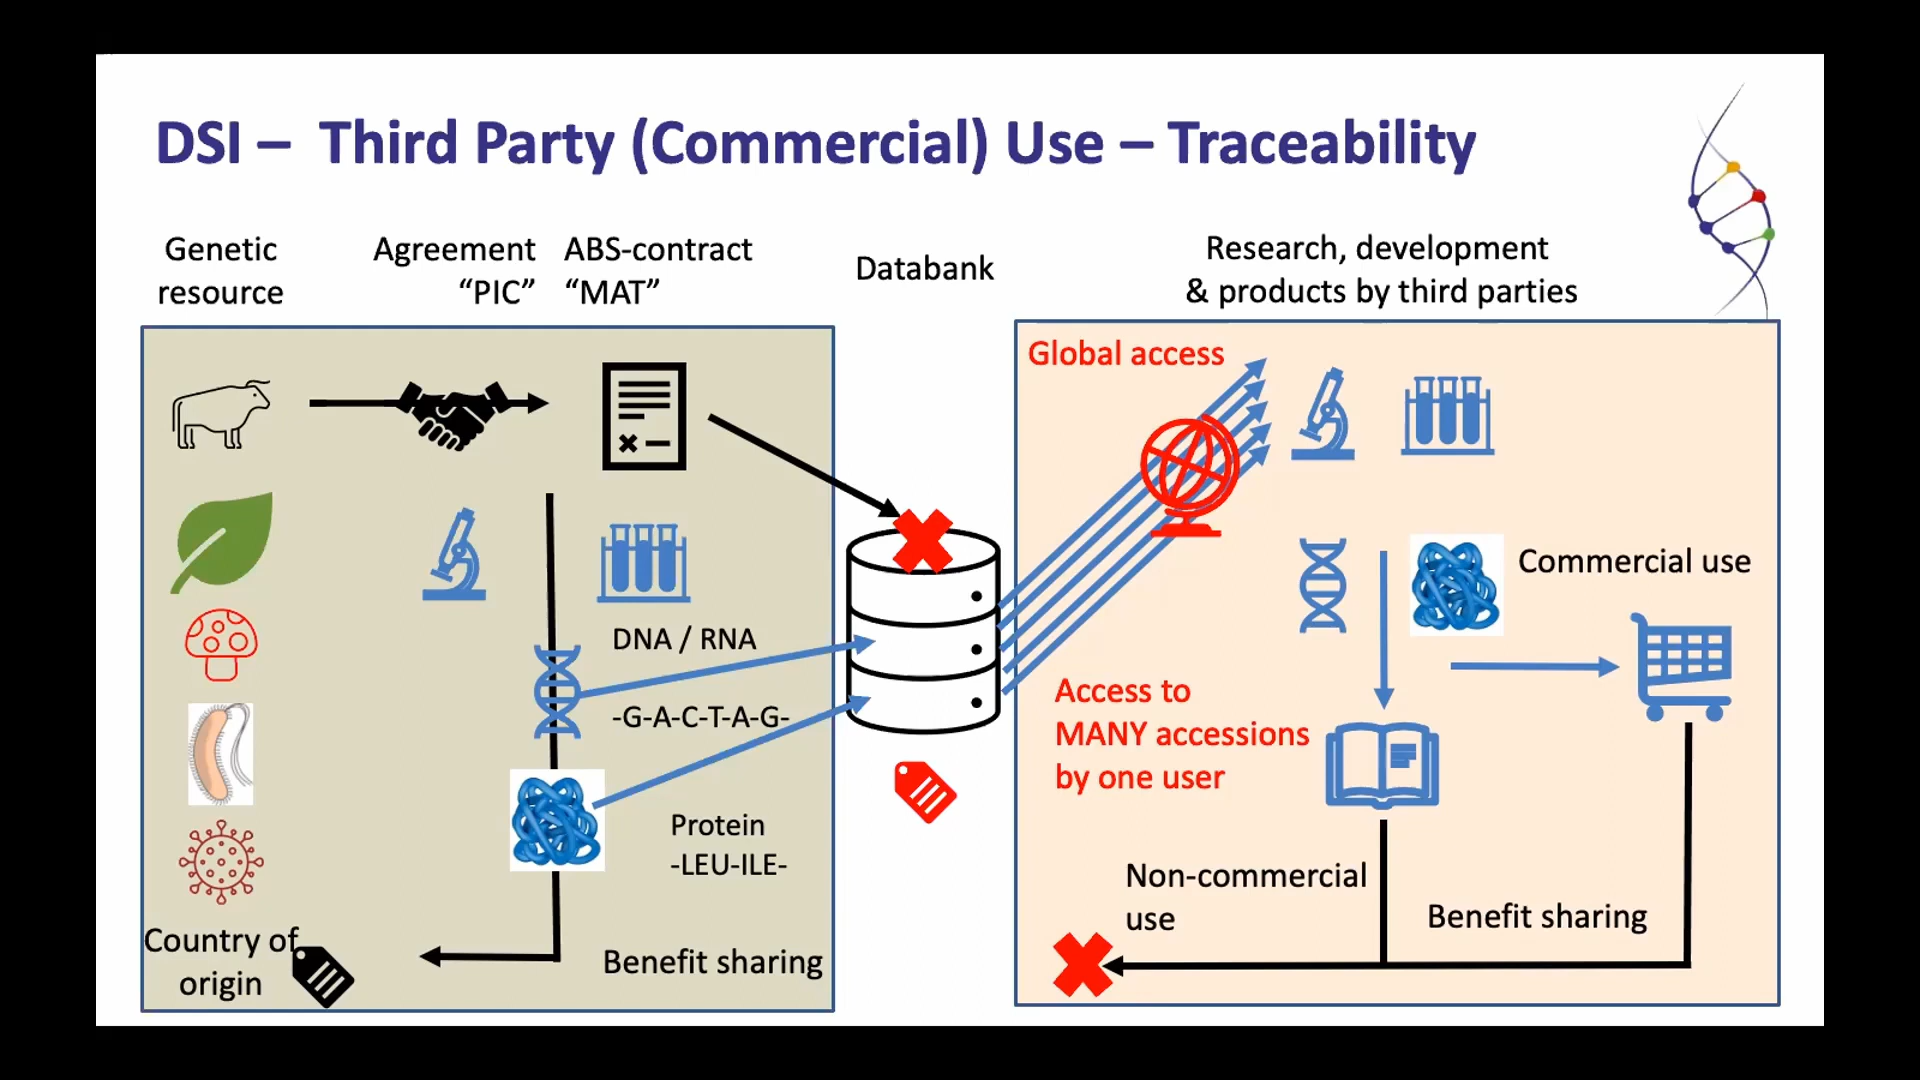 DSI – Third Party (Commercial) Use – Traceability
Genetic
resource
Agreement
“PIC”
ABS-contract
“MAT”
Databank
Research, development
& products by third parties
DNA / RNA
-G-A-C-T-A-G-
Protein
-LEU-ILE-
Country of
origin
Benefit sharing
Global access
Commercial use
Access to
MANY accessions
by one user
Non-commercial
use
Benefit sharing